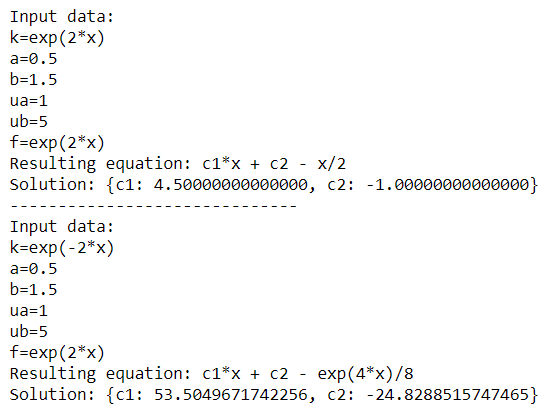 Input data:
k=exp(2*x)
a=0.5
b=1.5
ua=1
ub=5
f=exp(2*x)
Resulting equation: c1*x + c2 - x/2
Solution: {c1: 4.50000000000000, c2: -1.00000000000000}
------------------------------
Input data:
k=exp(-2*x)
a=0.5
b=1.5
ua=1
ub=5
f=exp(2*x)
Resulting equation: c1*x + c2 - exp(4*x)/8
Solution: {c1: 53.5049671742256, c2: -24.8288515747465}